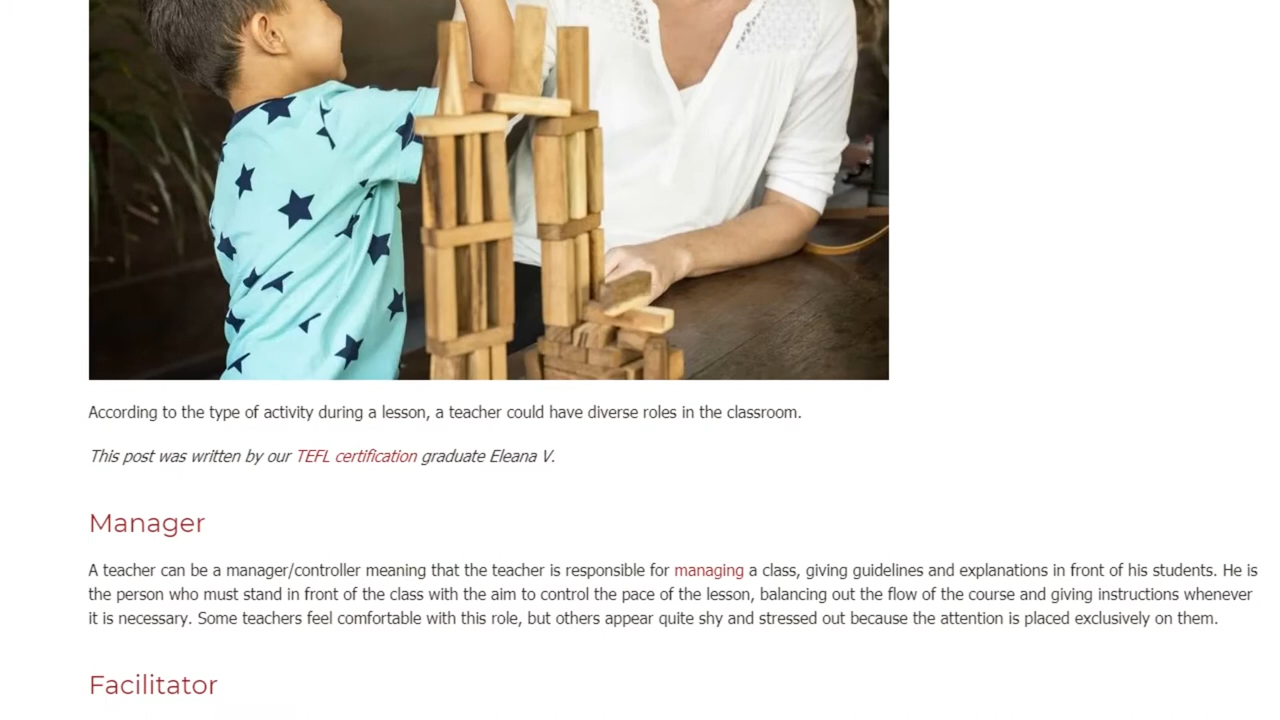 According to the type of activity during a lesson, a teacher could have diverse roles in the classroom.
This post was written by our TEFL certification graduate Eleana V.
Manager
A teacher can be a manager/controller meaning that the teacher is responsible for managing a class, giving guidelines and explanations in front of his students. He is
the person who must stand in front of the class with the aim to control the pace of the lesson, balancing out the flow of the course and giving instructions whenever
it is necessary. Some teachers feel comfortable with this role, but others appear quite shy and stressed out because the attention is placed exclusively on them.
Facilitator